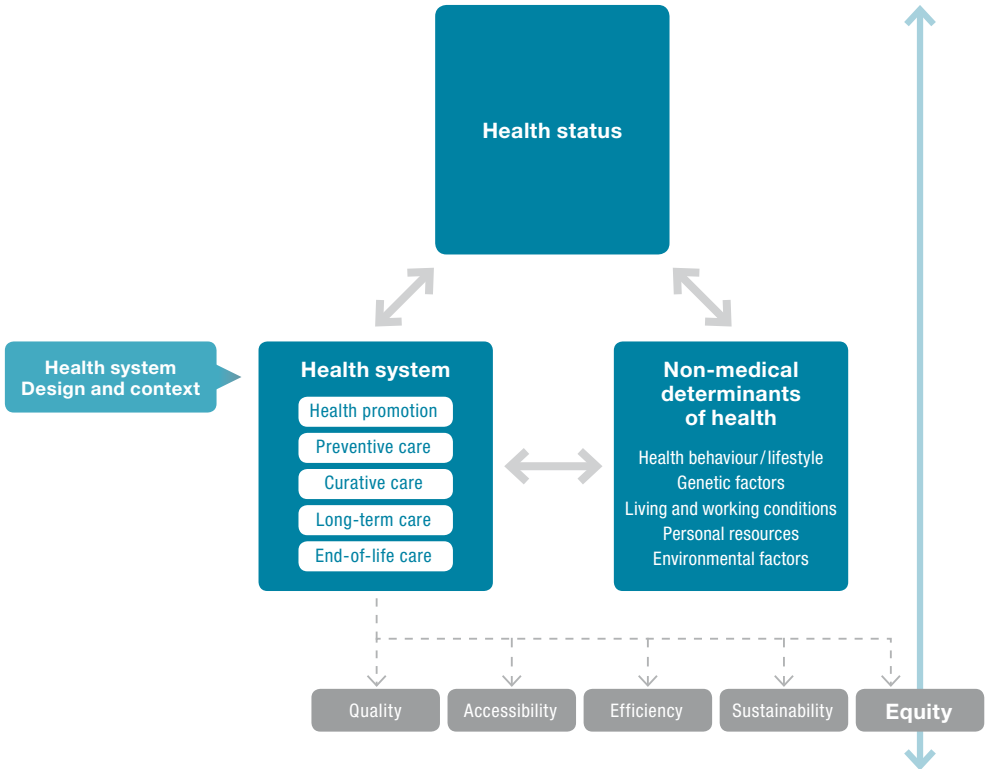 Health status
Health system
Design and context
Health system
Health promotion
Preventive care
Curative care
Long-term care
End-of-life care
Non-medical
determinants
of health
Health behaviour/lifestyle
Genetic factors
Living and working conditions
Personal resources
Environmental factors
Quality
Accessibility
Efficiency
Sustainability
Equity